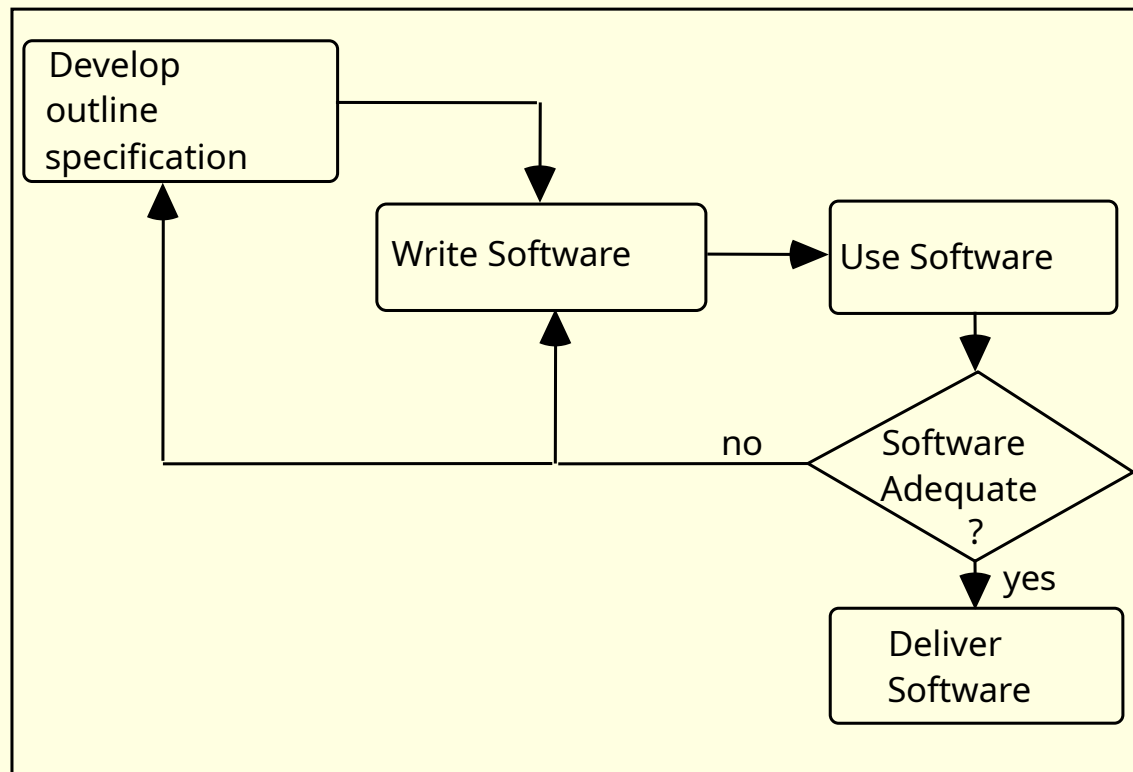 Develop
outline
specification
Write Software
Use Software
no
Software
Adequate
?
yes
Deliver
Software